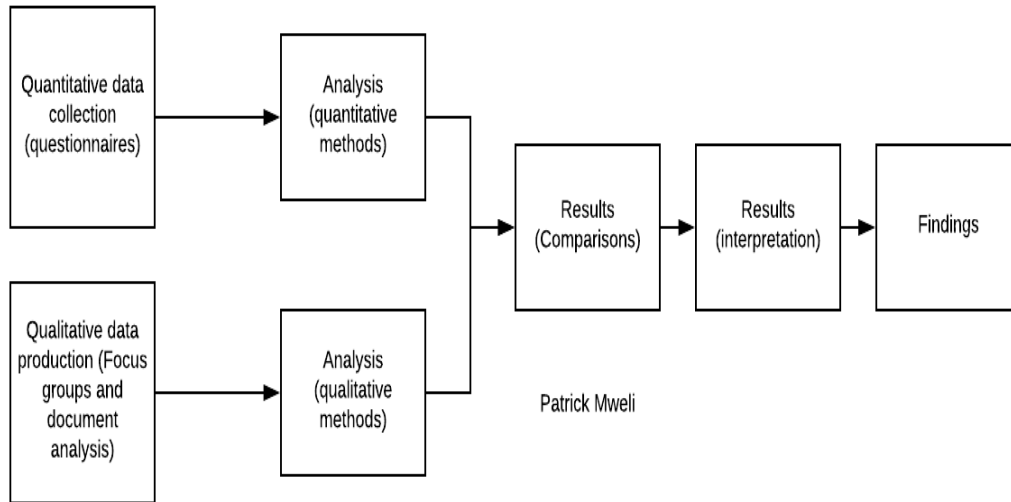 Quantitative data
collection
(questionnaires)
Analysis
(quantitative
methods)
Qualitative data
production (Focus
groups and
document
analysis)
Analysis
(qualitative
methods)
Results
(Comparisons)
Results
(interpretation)
Findings
Patrick Mweli